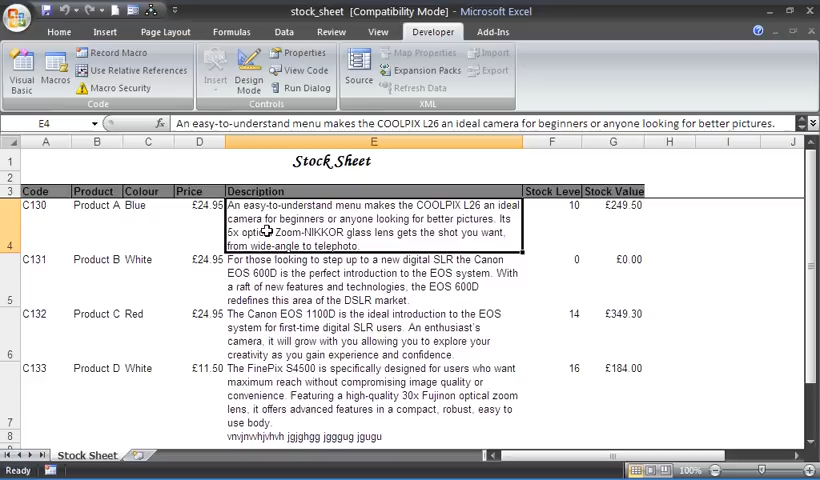 stock_sheet [Compatibility Mode] - Microsoft Excel
Home Insert Page Layout Formulas Data Review View Developer Add-Ins
Visual Basic Macros Record Macro Use Relative References Macro Security
Insert Design Mode Properties View Code Run Dialog
Source Map Properties Expansion Packs Refresh Data Import Export
Code Controls XML
E4 fx An easy-to-understand menu makes the COOLPIX L26 an ideal camera for beginners or anyone looking for better pictures.
A B C D E F G H I J
1 Stock Sheet
2
3 Code Product Colour Price Description Stock Leve Stock Value
C130 Product A Blue £24.95 An easy-to-understand menu makes the COOLPIX L26 an ideal 10 £249.50
camera for beginners or anyone looking for better pictures. Its
5x optic Zoom-NIKKOR glass lens gets the shot you want,
4 from wide-angle to telephoto.
C131 Product B White £24.95 For those looking to step up to a new digital SLR the Canon 0 £0.00
EOS 600D is the perfect introduction to the EOS system. With
a raft of new features and technologies, the EOS 600D
5 redefines this area of the DSLR market.
C132 Product C Red £24.95 The Canon EOS 1100D is the ideal introduction to the EOS 14 £349.30
system for first-time digital SLR users. An enthusiast's
camera, it will grow with you allowing you to explore your
6 creativity as you gain experience and confidence.
C133 Product D White £11.50 The FinePix S4500 is specifically designed for users who want 16 £184.00
maximum reach without compromising image quality or
convenience. Featuring a high-quality 30x Fujinon optical zoom
lens, it offers advanced features in a compact, robust, easy to
7 use body.
8
Stock Sheet
Ready 100%